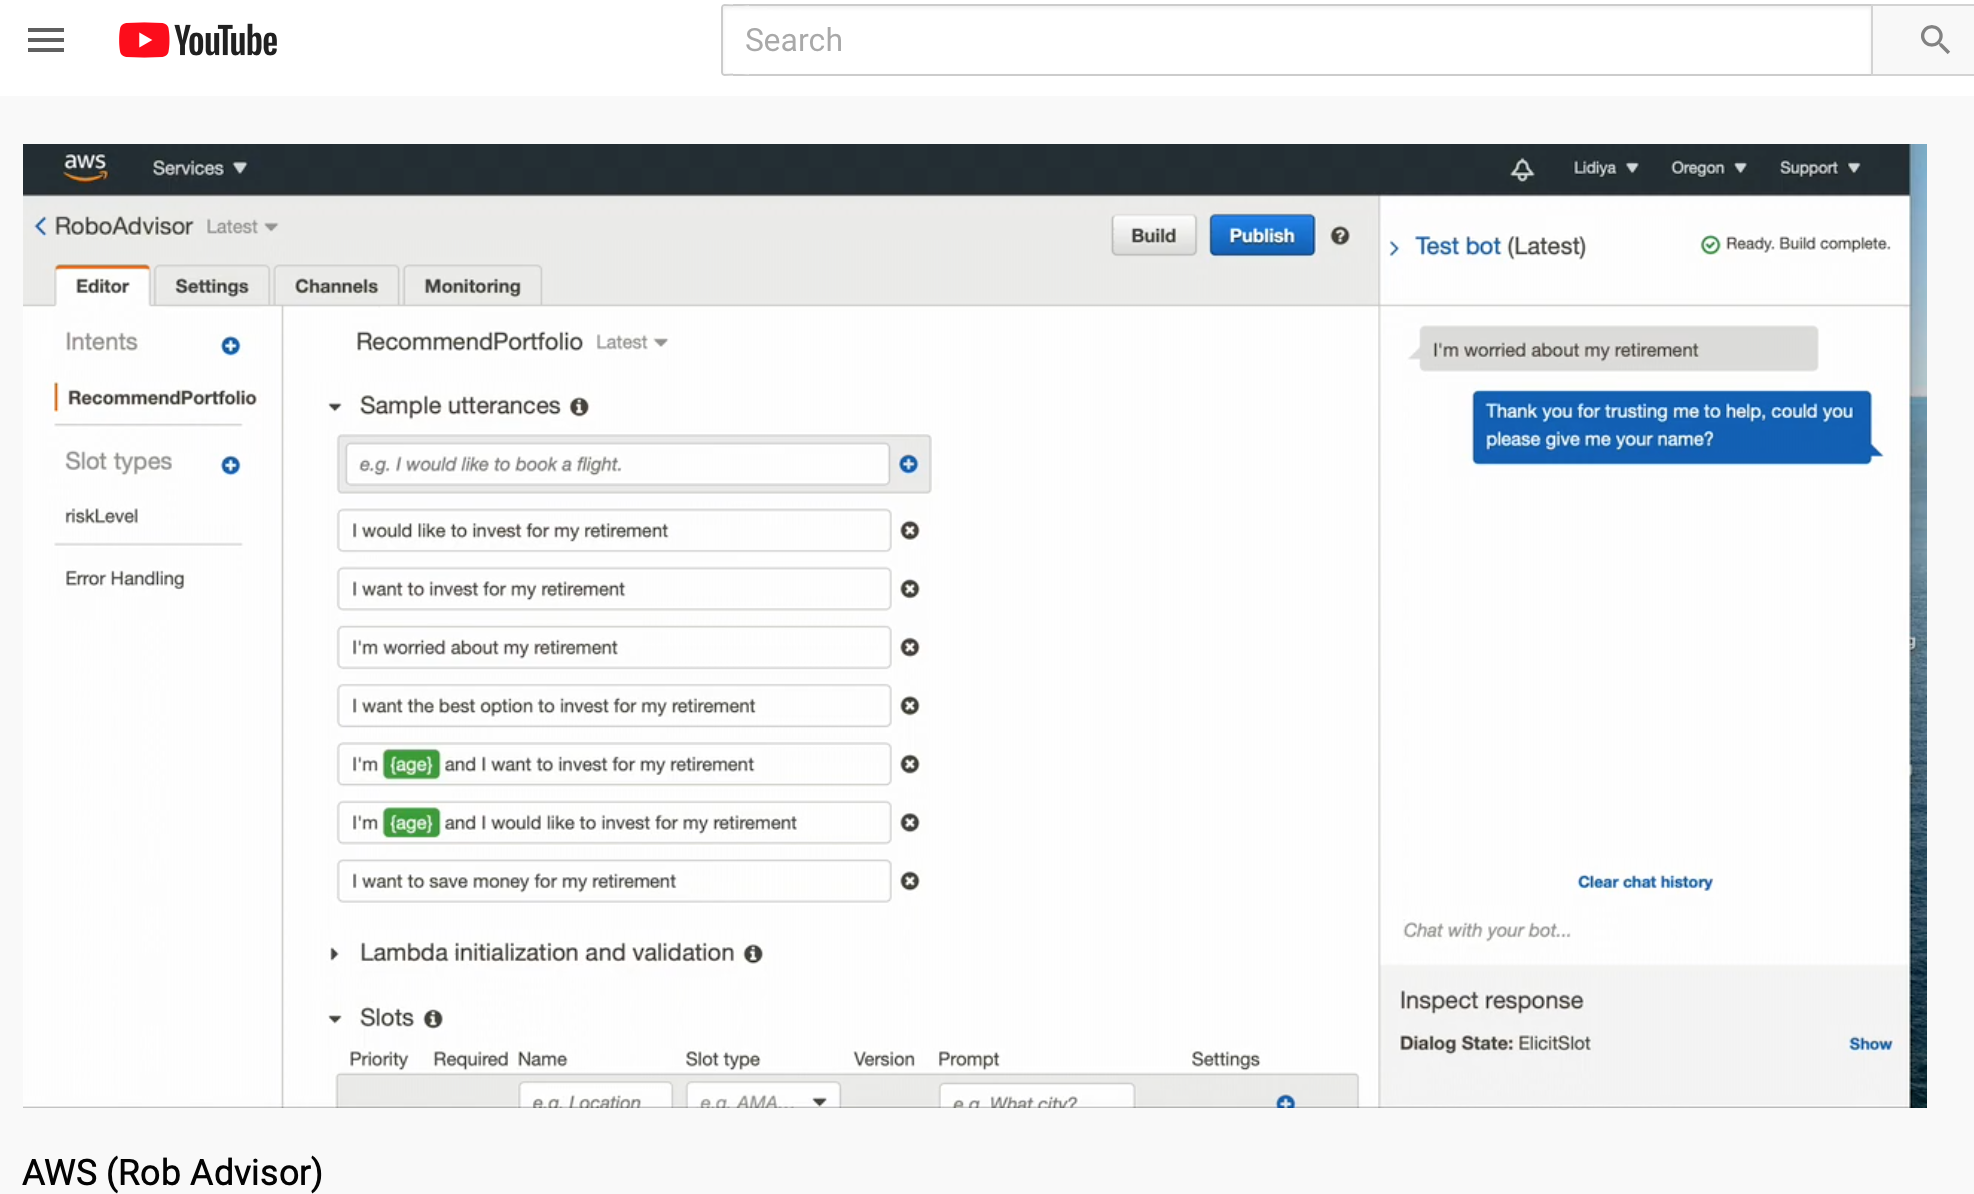 YouTube
Search
aws Services Lidiya Oregon Support
RoboAdvisor Latest
Build Publish
Test bot (Latest) Ready. Build complete.
Editor Settings Channels Monitoring
Intents
RecommendPortfolio
Slot types
riskLevel
Error Handling
RecommendPortfolio Latest
Sample utterances
e.g. I would like to book a flight.
I would like to invest for my retirement
I want to invest for my retirement
I'm worried about my retirement
I want the best option to invest for my retirement
I'm {age} and I want to invest for my retirement
I'm {age} and I would like to invest for my retirement
I want to save money for my retirement
Lambda initialization and validation
Slots
Priority Required Name Slot type Version Prompt Settings
e.g. Location e.g. AMA... e.g. What city?
I'm worried about my retirement
Thank you for trusting me to help, could you
please give me your name?
Clear chat history
Chat with your bot...
Inspect response
Dialog State: ElicitSlot Show
AWS (Rob Advisor)